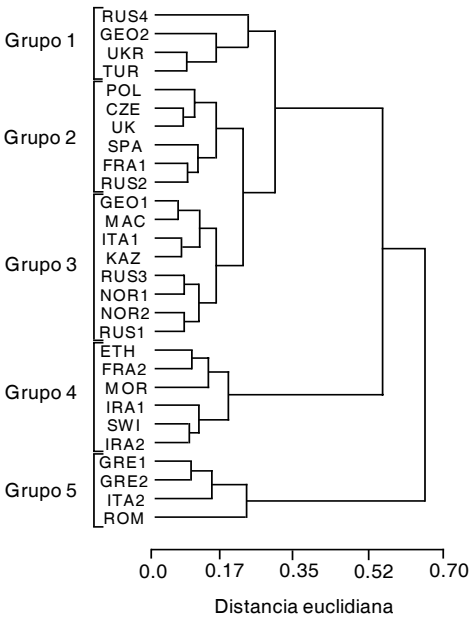 Grupo 1
RUS4
GEO2
UKR
TUR
Grupo 2
POL
CZE
UK
SPA
FRA1
RUS2
Grupo 3
GEO1
MAC
ITA1
KAZ
RUS3
NOR1
NOR2
RUS1
Grupo 4
ETH
FRA2
MOR
IRA1
SWI
IRA2
Grupo 5
GRE1
GRE2
ITA2
ROM
0.0 0.17 0.35 0.52 0.70
Distancia euclidiana